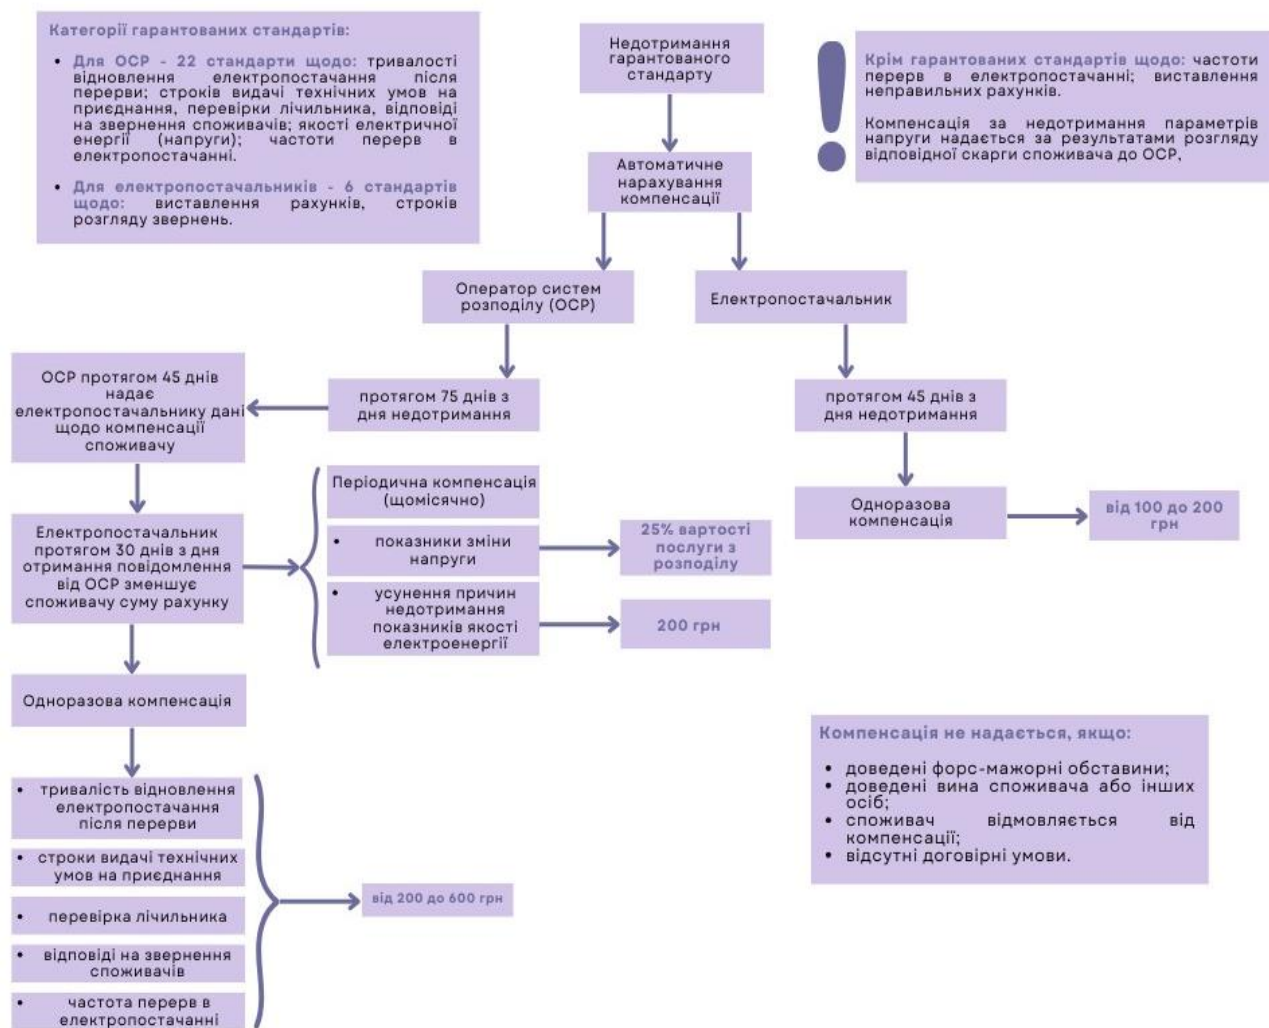 Категорії гарантованих стандартів:
• Для ОСР - 22 стандарти щодо: тривалості
відновлення електропостачання після
перерви; строків видачі технічних умов на
приєднання, перевірки лічильника, відповіді
на звернення споживачів; якості електричної
енергії (напруги); частоти перерв в
електропостачанні.
• Для електропостачальників - 6 стандартів
щодо: виставлення рахунків, строків
розгляду звернень.
Недотримання
гарантованого
стандарту
Крім гарантованих стандартів щодо: частоти
перерв в електропостачанні; виставлення
неправильних рахунків.
Компенсація за недотримання параметрів
напруги надається за результатами розгляду
відповідної скарги споживача до ОСР,
Автоматичне
нарахування
компенсації
Оператор систем
розподілу (ОСР)
Електропостачальник
ОСР протягом 45 днів
надає
електропостачальнику дані
щодо компенсації
споживачу
протягом 75 днів з
дня недотримання
протягом 45 днів з
дня недотримання
Електропостачальник
протягом 30 днів з дня
отримання повідомлення
від ОСР зменшує
споживачу суму рахунку
Періодична компенсація
(щомісячно)
• показники зміни
напруги
25% вартості
послуги з
розподілу
• усунення причин
недотримання
показників якості
електроенергії
200 грн
Одноразова
компенсація
від 100 до 200
грн
Одноразова компенсація
• тривалість відновлення
електропостачання
після перерви
• строки видачі технічних
умов на приєднання
• перевірка лічильника
• відповіді на звернення
споживачів
• частота перерв в
електропостачанні
від 200 до 600 грн
Компенсація не надається, якщо:
• доведені форс-мажорні обставини;
• доведені вина споживача або інших
осіб;
• споживач відмовляється від
компенсації;
• відсутні договірні умови.